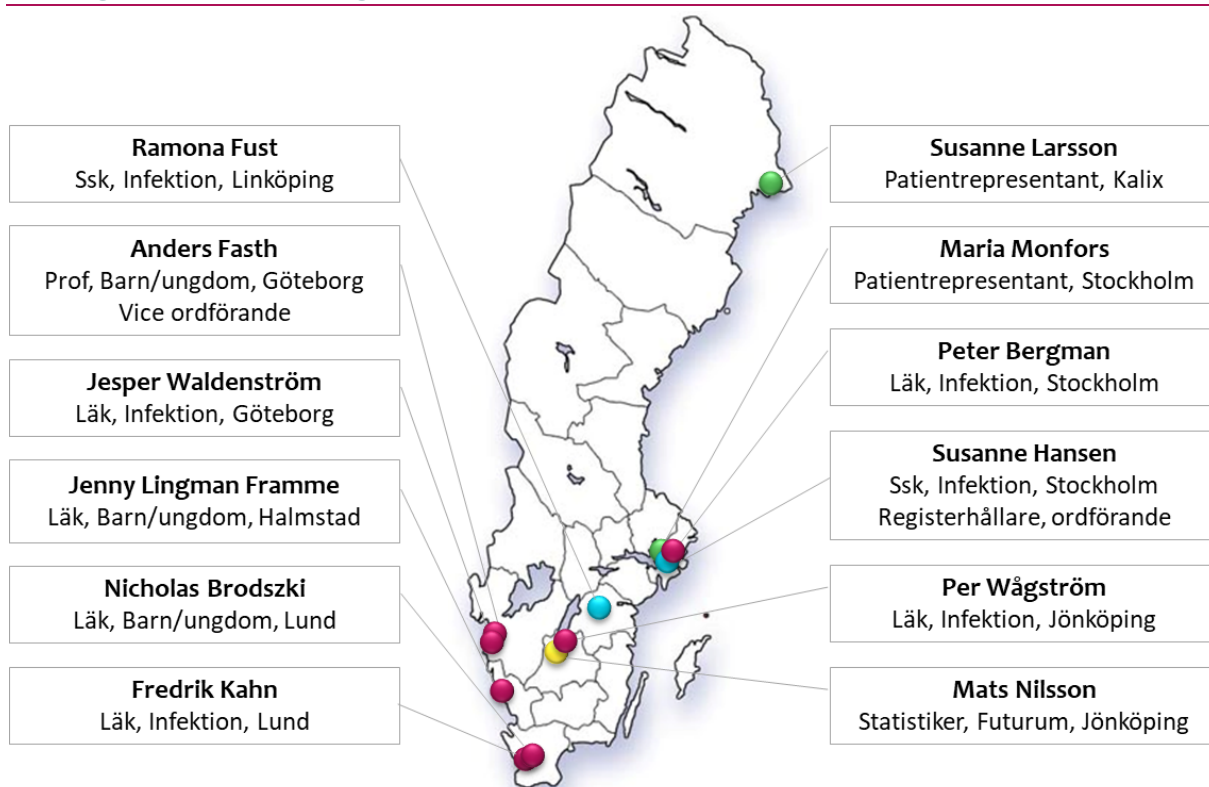 Ramona Fust
Ssk, Infektion, Linköping
Anders Fasth
Prof, Barn/ungdom, Göteborg
Vice ordförande
Jesper Waldenström
Läk, Infektion, Göteborg
Jenny Lingman Framme
Läk, Barn/ungdom, Halmstad
Nicholas Brodszki
Läk, Barn/ungdom, Lund
Fredrik Kahn
Läk, Infektion, Lund
Susanne Larsson
Patientrepresentant, Kalix
Maria Monfors
Patientrepresentant, Stockholm
Peter Bergman
Läk, Infektion, Stockholm
Susanne Hansen
Ssk, Infektion, Stockholm
Registerhållare, ordförande
Per Wågström
Läk, Infektion, Jönköping
Mats Nilsson
Statistiker, Futurum, Jönköping